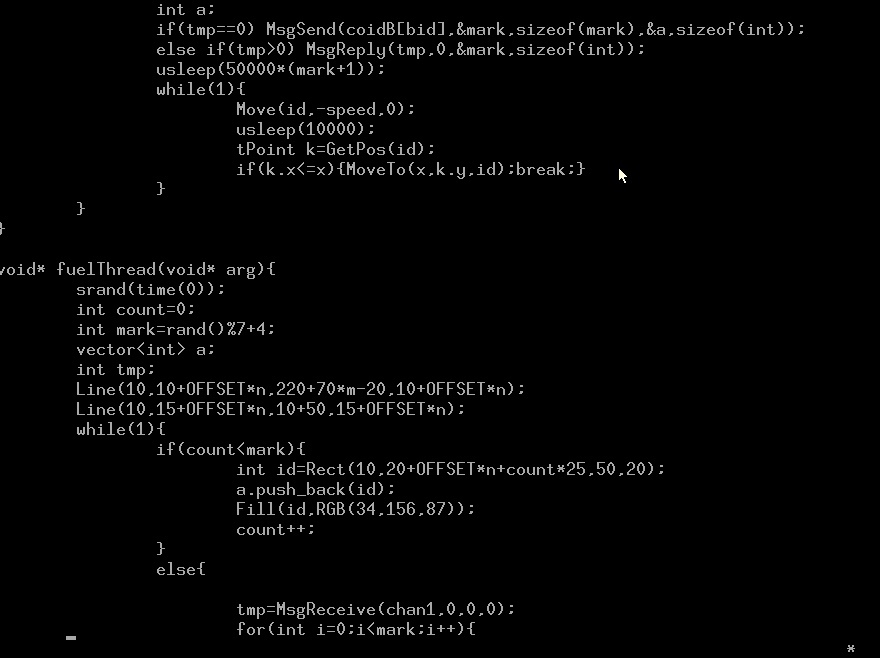 int a;
if(tmp==0) MsgSend(coidB[bid],&mark,sizeof(mark),&a,sizeof(int));
else if(tmp>0) MsgReply(tmp,0,&mark,sizeof(int));
usleep(50000*(mark+1));
while(1){
Move(id,-speed,0);
usleep(10000);
tPoint k=GetPos(id);
if(k.x<=x){MoveTo(x,k.y,id);break;}
}
}
}
void* fuelThread(void* arg){
srand(time(0));
int count=0;
int mark=rand()%7+4;
vector<int> a;
int tmp;
Line(10,10+OFFSET*n,220+70*m-20,10+OFFSET*n);
Line(10,15+OFFSET*n,10+50,15+OFFSET*n);
while(1){
if(count<mark){
int id=Rect(10,20+OFFSET*n+count*25,50,20);
a.push_back(id);
Fill(id,RGB(34,156,87));
count++;
}
else{
tmp=MsgReceive(chan1,0,0,0);
for(int i=0;i<mark;i++){
*